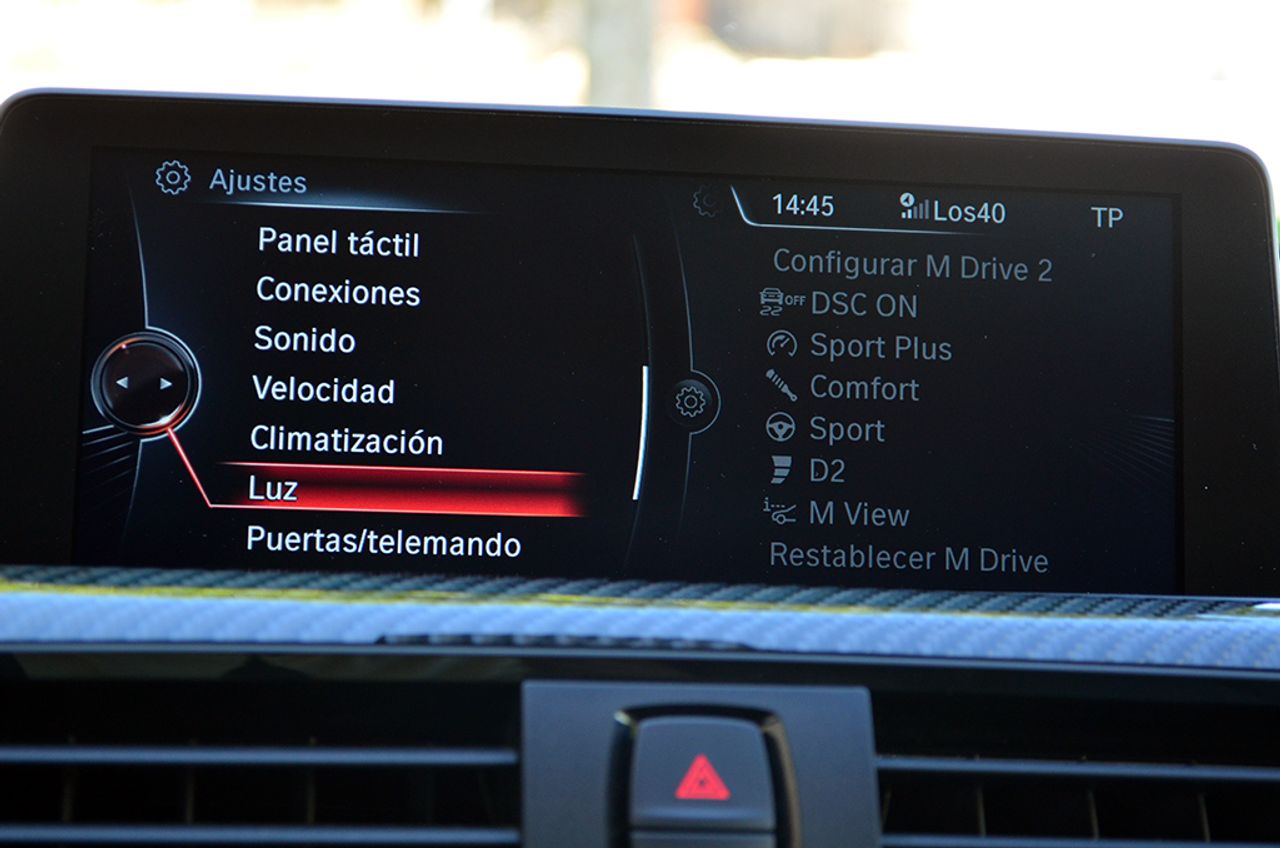 Ajustes
Panel táctil
Conexiones
Sonido
Velocidad
Climatización
Luz
Puertas/telemando
14:45 Los40 TP
Configurar M Drive 2
OFF DSC ON
Sport Plus
Comfort
Sport
D2
M View
Restablecer M Drive